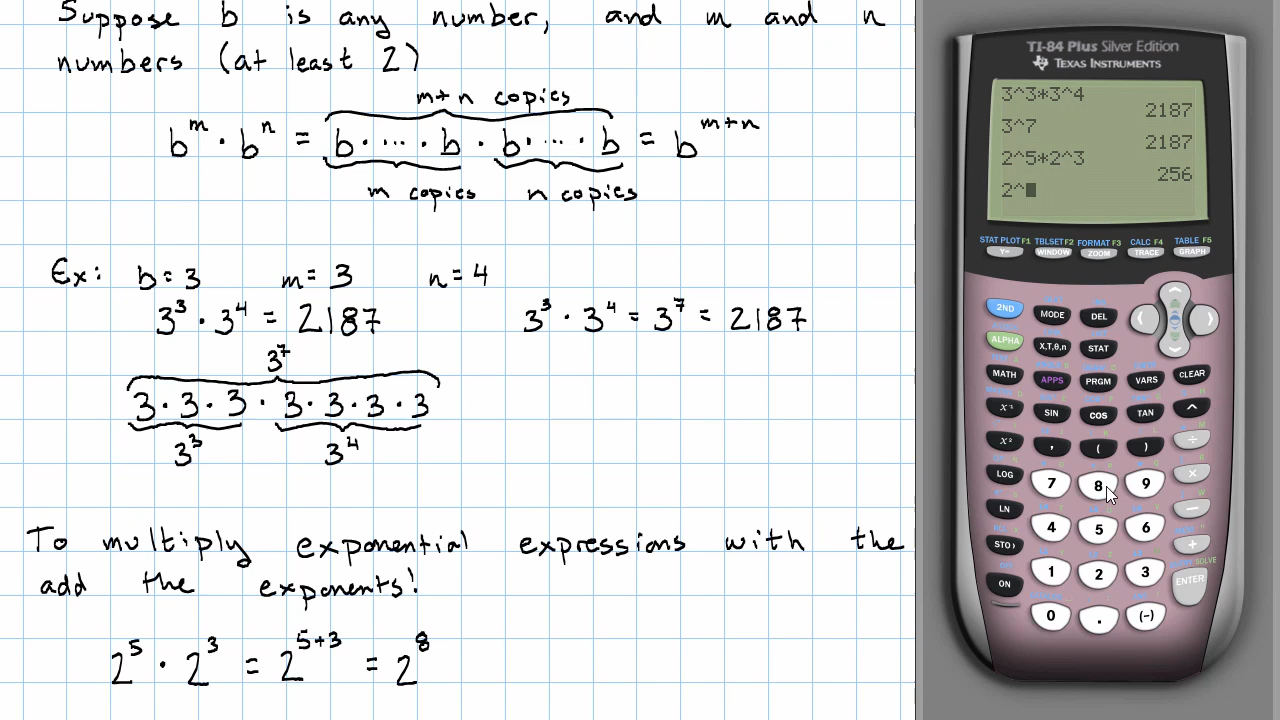 Suppose b is any number, and m and n
numbers (at least 2)
m+n copies
b^m · b^n = b · ... · b · b · ... · b = b^(m+n)
m copies n copies
Ex: b = 3 m = 3 n = 4
3^3 · 3^4 = 2187 3^3 · 3^4 = 3^7 = 2187
3^7
3 · 3 · 3 · 3 · 3 · 3 · 3
3^3 3^4
To multiply exponential expressions with the
add the exponents!
2^5 · 2^3 = 2^(5+3) = 2^8
TI-84 Plus Silver Edition
TEXAS INSTRUMENTS
3^3*3^4
2187
3^7
2187
2^5*2^3
256
2^
STAT PLOT F1 TBLSET F2 FORMAT F3 CALC F4 TABLE F5
Y= WINDOW ZOOM TRACE GRAPH
2ND MODE DEL
ALPHA X,T,θ,n STAT
MATH APPS PRGM VARS CLEAR
x⁻¹ SIN COS TAN ^
x² , ( ) ÷
LOG 7 8 9 ×
LN 4 5 6 −
STO› 1 2 3 +
ON 0 . (−) ENTER
SOLVE